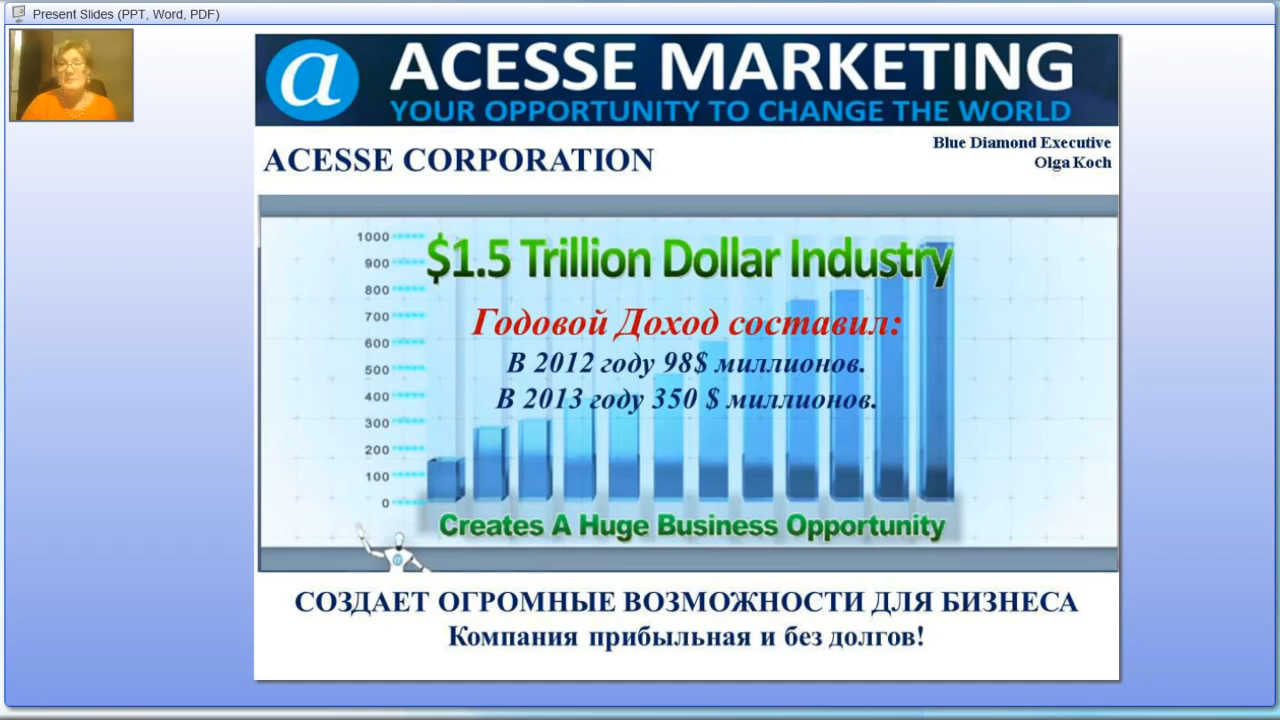 Present Slides (PPT, Word, PDF)
a ACESSE MARKETING
YOUR OPPORTUNITY TO CHANGE THE WORLD
Blue Diamond Executive
Olga Koch
ACESSE CORPORATION
$1.5 Trillion Dollar Industry
1000
900
800
700
600
500
400
300
200
100
0
Годовой Доход составил:
В 2012 году 98$ миллионов.
В 2013 году 350 $ миллионов.
Creates A Huge Business Opportunity
a
СОЗДАЕТ ОГРОМНЫЕ ВОЗМОЖНОСТИ ДЛЯ БИЗНЕСА
Компания прибыльная и без долгов!